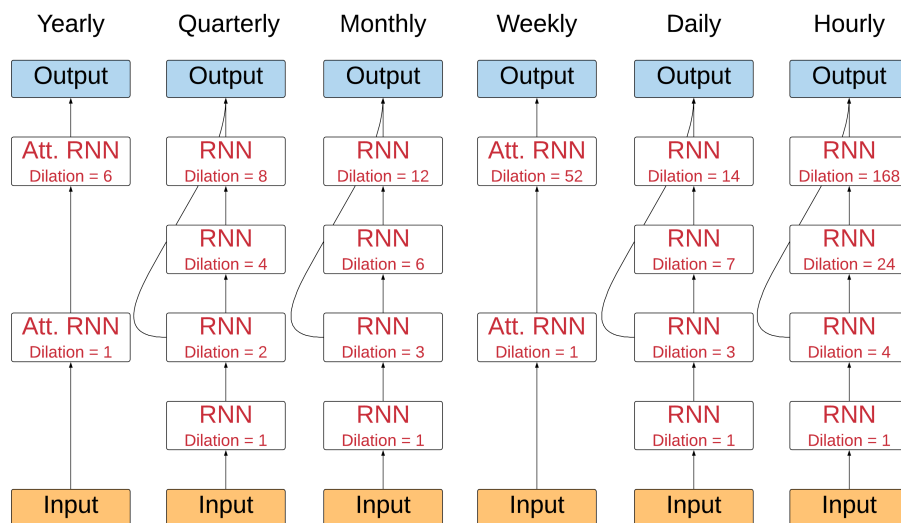 Yearly Quarterly Monthly Weekly Daily Hourly
Output Output Output Output Output Output
Att. RNN RNN RNN Att. RNN RNN RNN
Dilation = 6 Dilation = 8 Dilation = 12 Dilation = 52 Dilation = 14 Dilation = 168
RNN RNN RNN RNN
Dilation = 4 Dilation = 6 Dilation = 7 Dilation = 24
Att. RNN RNN RNN Att. RNN RNN RNN
Dilation = 1 Dilation = 2 Dilation = 3 Dilation = 1 Dilation = 3 Dilation = 4
RNN RNN RNN RNN
Dilation = 1 Dilation = 1 Dilation = 1 Dilation = 1
Input Input Input Input Input Input